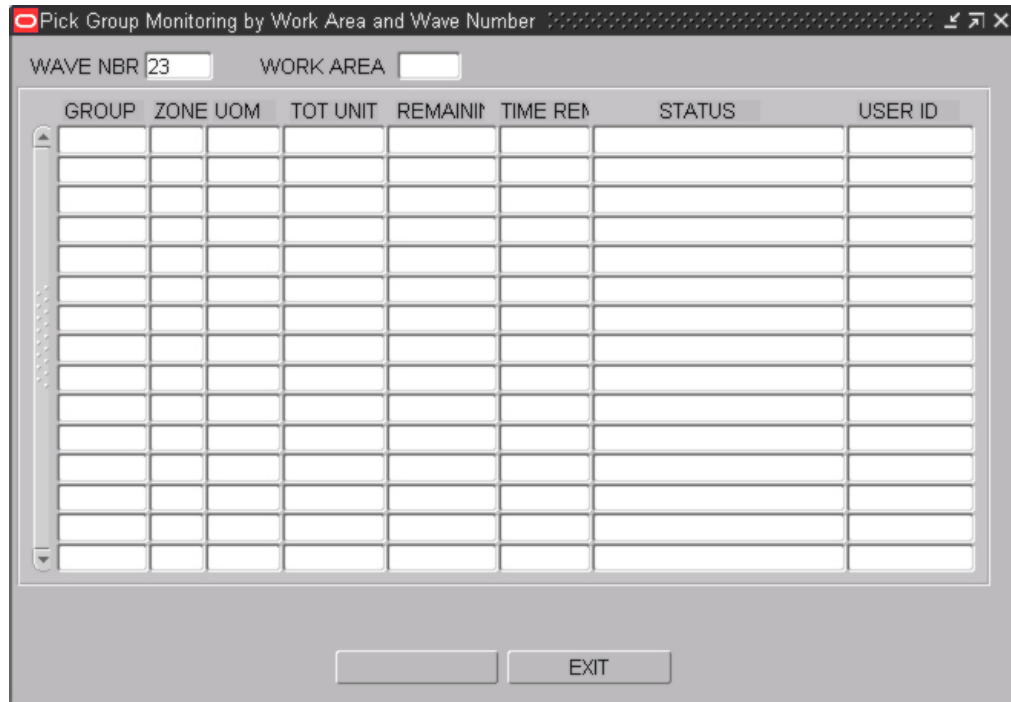 Pick Group Monitoring by Work Area and Wave Number
WAVE NBR 23 WORK AREA
GROUP ZONE UOM TOT UNIT REMAININ TIME REM STATUS USER ID
EXIT